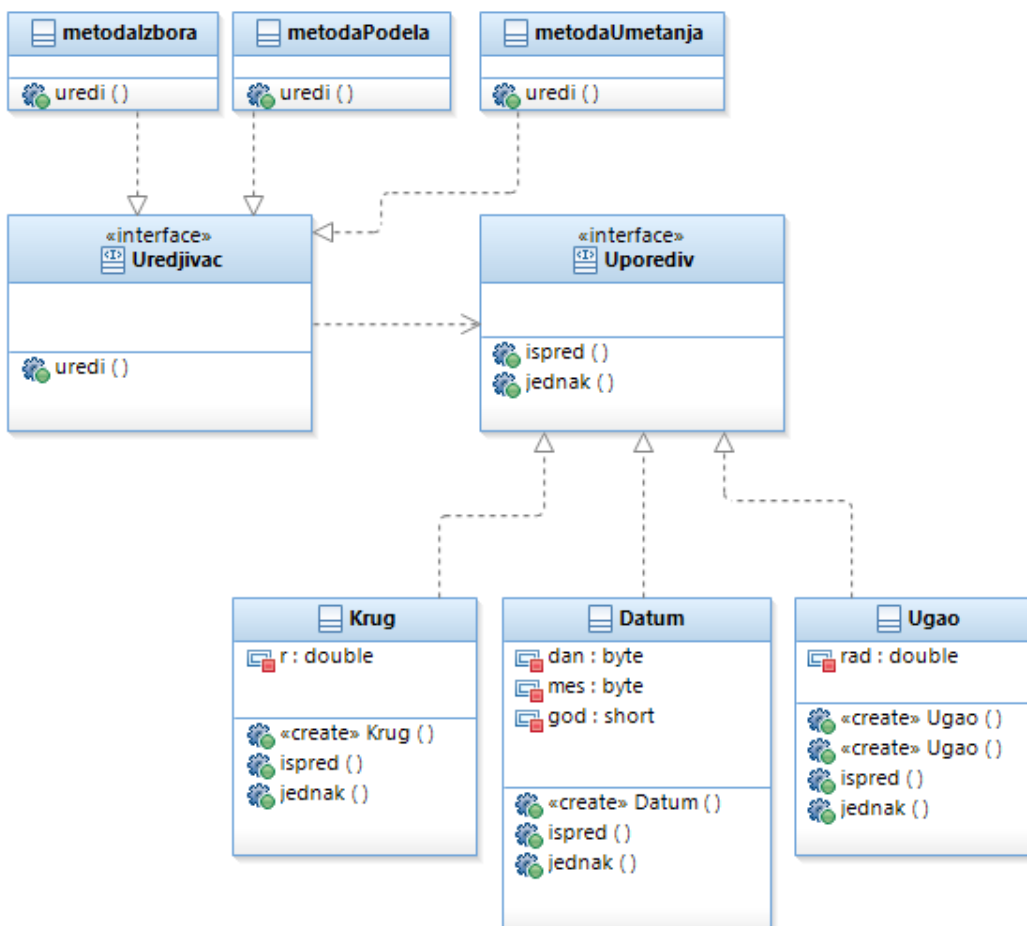 metodaIzbora
uredi ()
metodaPodela
uredi ()
metodaUmetanja
uredi ()
«interface»
Uredjivac
uredi ()
«interface»
Uporediv
ispred ()
jednak ()
Krug
r : double
«create» Krug ()
ispred ()
jednak ()
Datum
dan : byte
mes : byte
god : short
«create» Datum ()
ispred ()
jednak ()
Ugao
rad : double
«create» Ugao ()
«create» Ugao ()
ispred ()
jednak ()